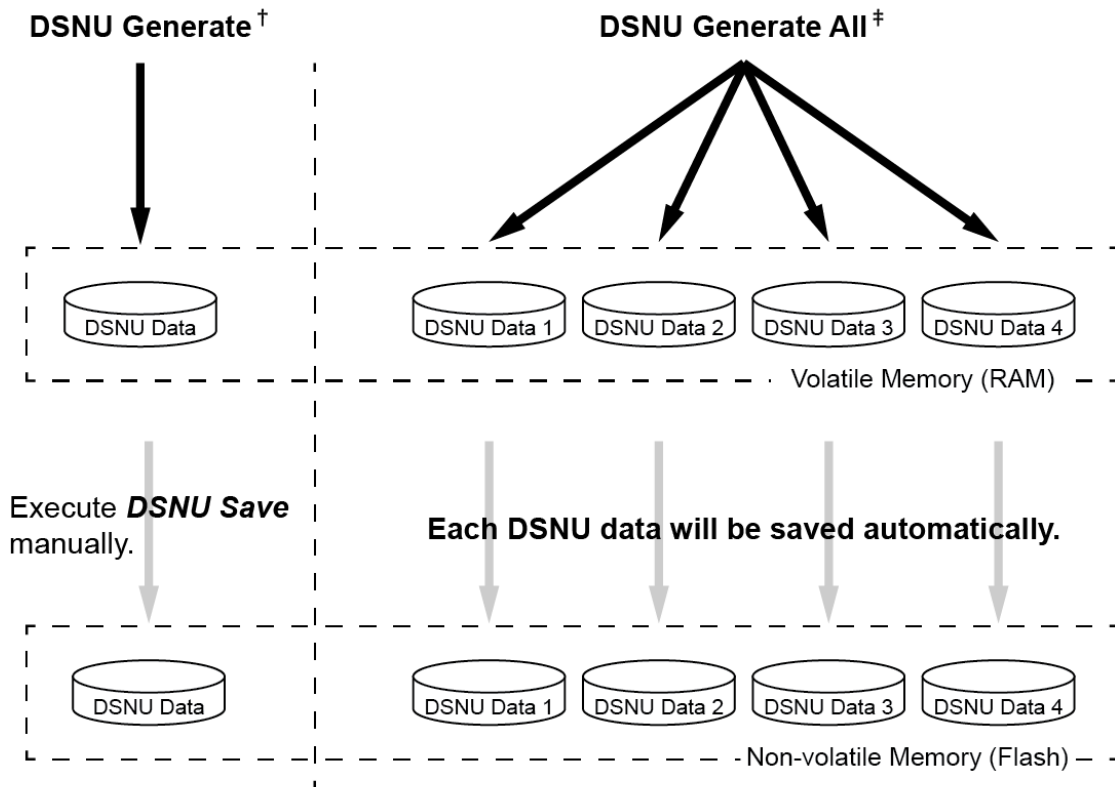 DSNU Generate †
DSNU Generate All ‡
DSNU Data
DSNU Data 1
DSNU Data 2
DSNU Data 3
DSNU Data 4
Volatile Memory (RAM)
Execute DSNU Save
manually.
Each DSNU data will be saved automatically.
DSNU Data
DSNU Data 1
DSNU Data 2
DSNU Data 3
DSNU Data 4
Non-volatile Memory (Flash)